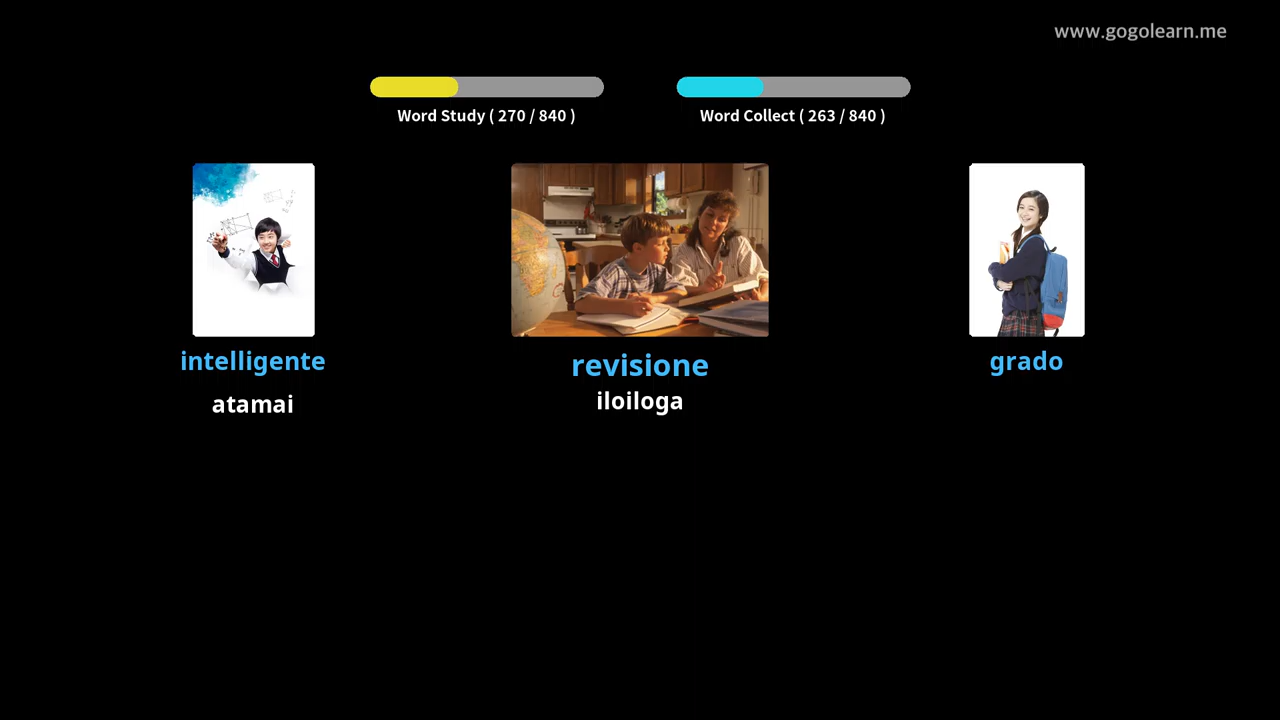 www.gogolearn.me
Word Study ( 270 / 840 )
Word Collect ( 263 / 840 )
intelligente
revisione
grado
atamai
iloiloga